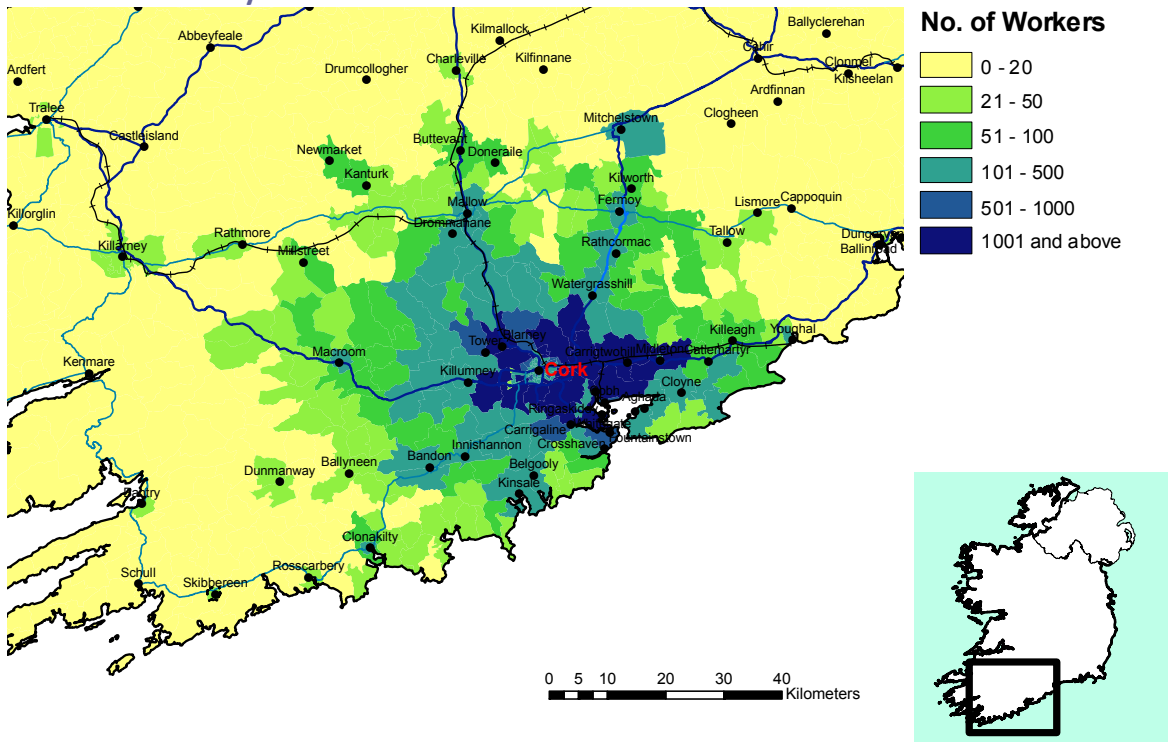 No. of Workers
0 - 20
21 - 50
51 - 100
101 - 500
501 - 1000
1001 and above
Ballyclerehan
Kilmallock
Abbeyfeale
Cahir
Charleville
Kilfinnane
Clonmel
Ardfert
Drumcollogher
Kilsheelan
Ardfinnan
Tralee
Clogheen
Mitchelstown
Castleisland
Buttevant
Newmarket
Doneraile
Kanturk
Kilworth
Mallow
Fermoy
Lismore
Cappoquin
Killorglin
Drommahane
Rathmore
Tallow
Killarney
Rathcormac
Millstreet
Watergrasshill
Blarney
Killeagh
Youghal
Tower
Carrigtwohill
Macroom
Kenmare
Killumney
Cork
Cloyne
Cobh
Aghada
Ringaskiddy
Carrigaline
Crosshaven
Fountainstown
Innishannon
Bandon
Belgooly
Ballyneen
Dunmanway
Kinsale
Bantry
Clonakilty
Rosscarbery
Schull
Skibbereen
0 5 10 20 30 40
Kilometers